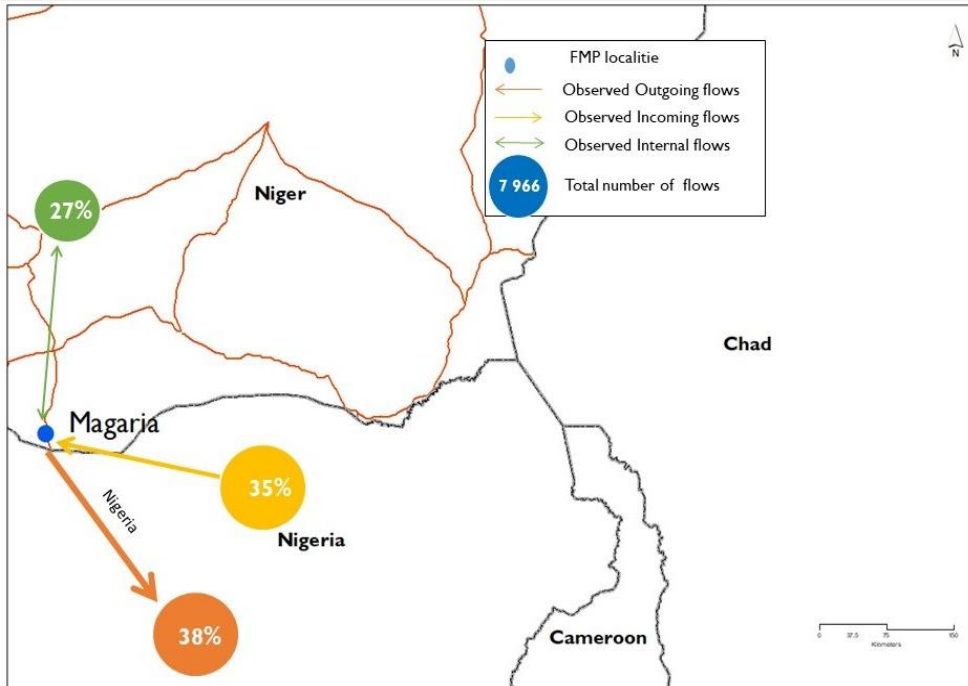 FMP localitie
Observed Outgoing flows
Observed Incoming flows
Observed Internal flows
7 966 Total number of flows
N
27%
Niger
Chad
Magaria
35%
Nigeria
Nigeria
38%
Cameroon
0 37.5 75 150
Kilometers